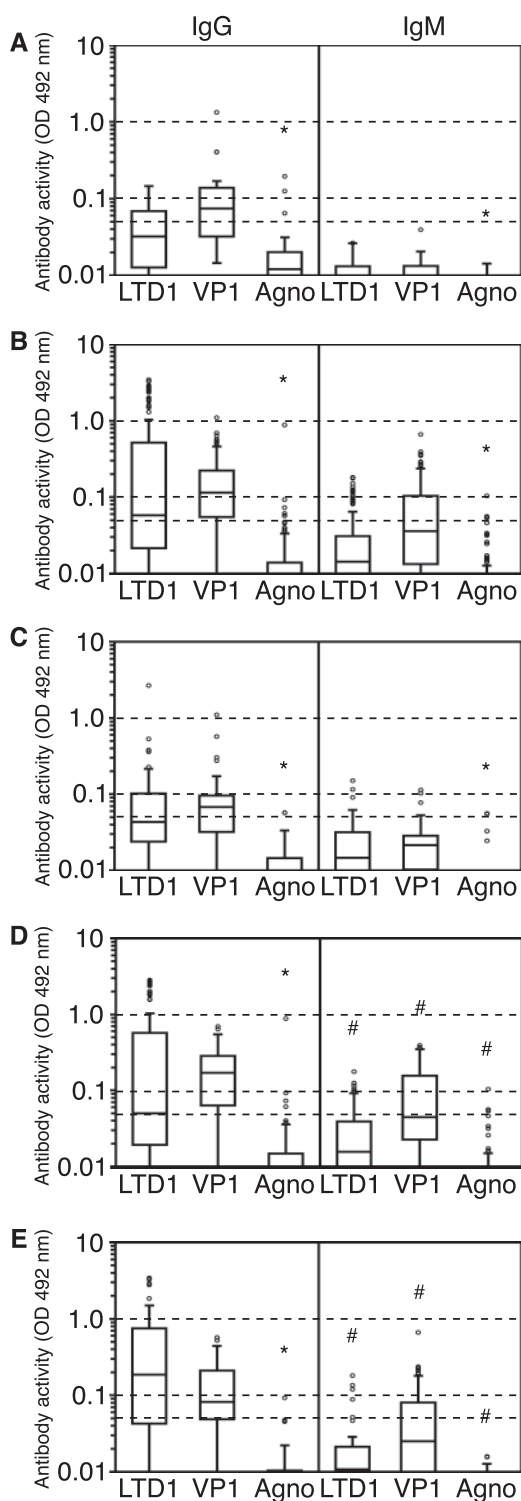 IgG IgM
A
Antibody activity (OD 492 nm)
10
1.0
0.1
0.01
LTD1 VP1 Agno LTD1 VP1 Agno
* *
B
Antibody activity (OD 492 nm)
10
1.0
0.1
0.01
LTD1 VP1 Agno LTD1 VP1 Agno
* *
C
Antibody activity (OD 492 nm)
10
1.0
0.1
0.01
LTD1 VP1 Agno LTD1 VP1 Agno
* *
D
Antibody activity (OD 492 nm)
10
1.0
0.1
0.01
LTD1 VP1 Agno LTD1 VP1 Agno
* # # #
E
Antibody activity (OD 492 nm)
10
1.0
0.1
0.01
LTD1 VP1 Agno LTD1 VP1 Agno
* # # #